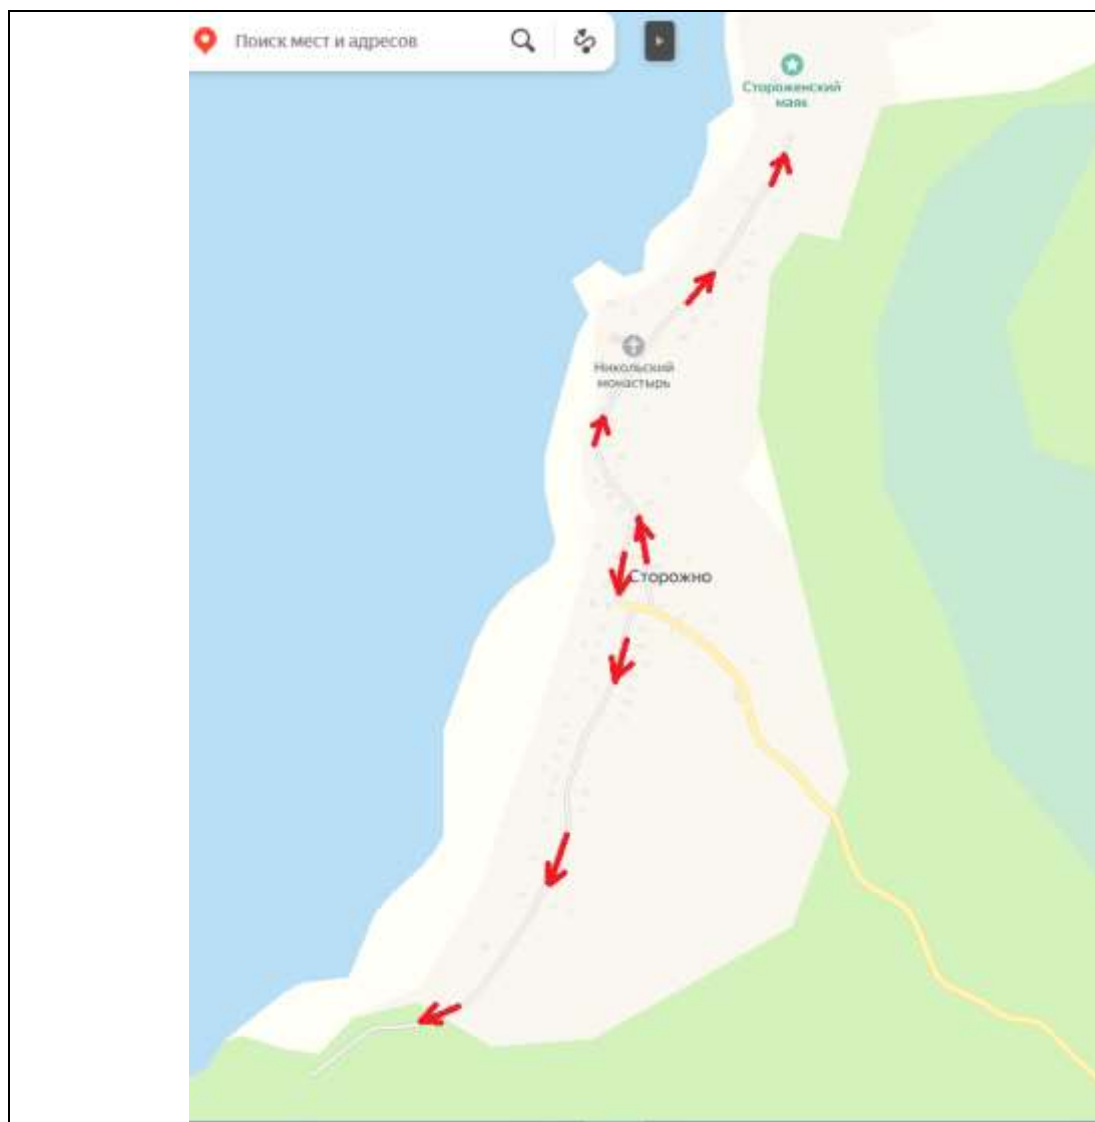 Поиск мест и адресов
Стороженский
маяк
Никольский
монастырь
Сторожно